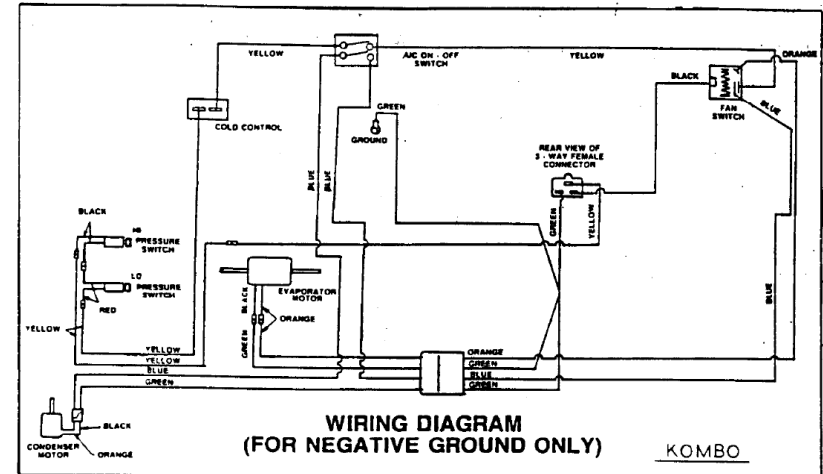 YELLOW
A/C ON - OFF
SWITCH
YELLOW
ORANGE
BLACK
BLUE
FAN
SWITCH
COLD CONTROL
GREEN
GROUND
REAR VIEW OF
3 - WAY FEMALE
CONNECTOR
BLUE
BLUE
GREEN
YELLOW
BLACK
HI
PRESSURE
SWITCH
LO
PRESSURE
SWITCH
RED
YELLOW
EVAPORATOR
MOTOR
BLACK
ORANGE
GREEN
BLUE
YELLOW
YELLOW
BLUE
GREEN
ORANGE
GREEN
BLUE
GREEN
BLACK
ORANGE
CONDENSER
MOTOR
WIRING DIAGRAM
(FOR NEGATIVE GROUND ONLY)
KOMBO